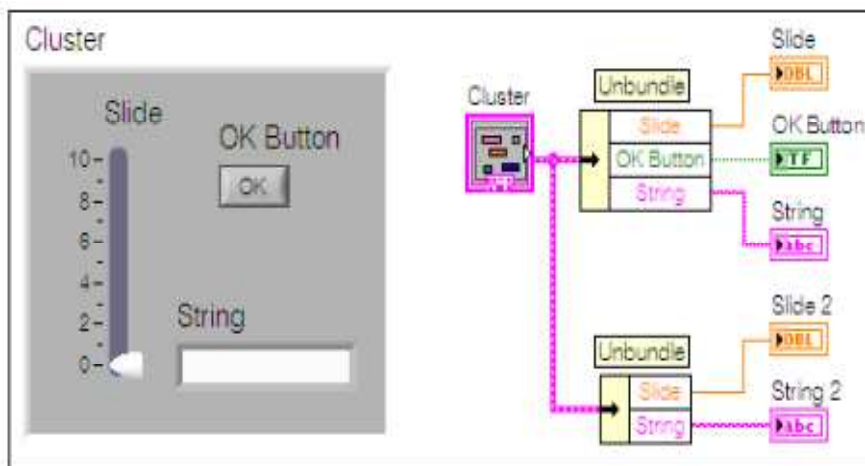 Cluster
Slide
OK Button
OK
10
8
6
4
2
0
String
Cluster
Unbundle
Slide
OK Button
String
Slide
DBL
OK Button
TF
String
abc
Unbundle
Slide
String
Slide 2
DBL
String 2
abc